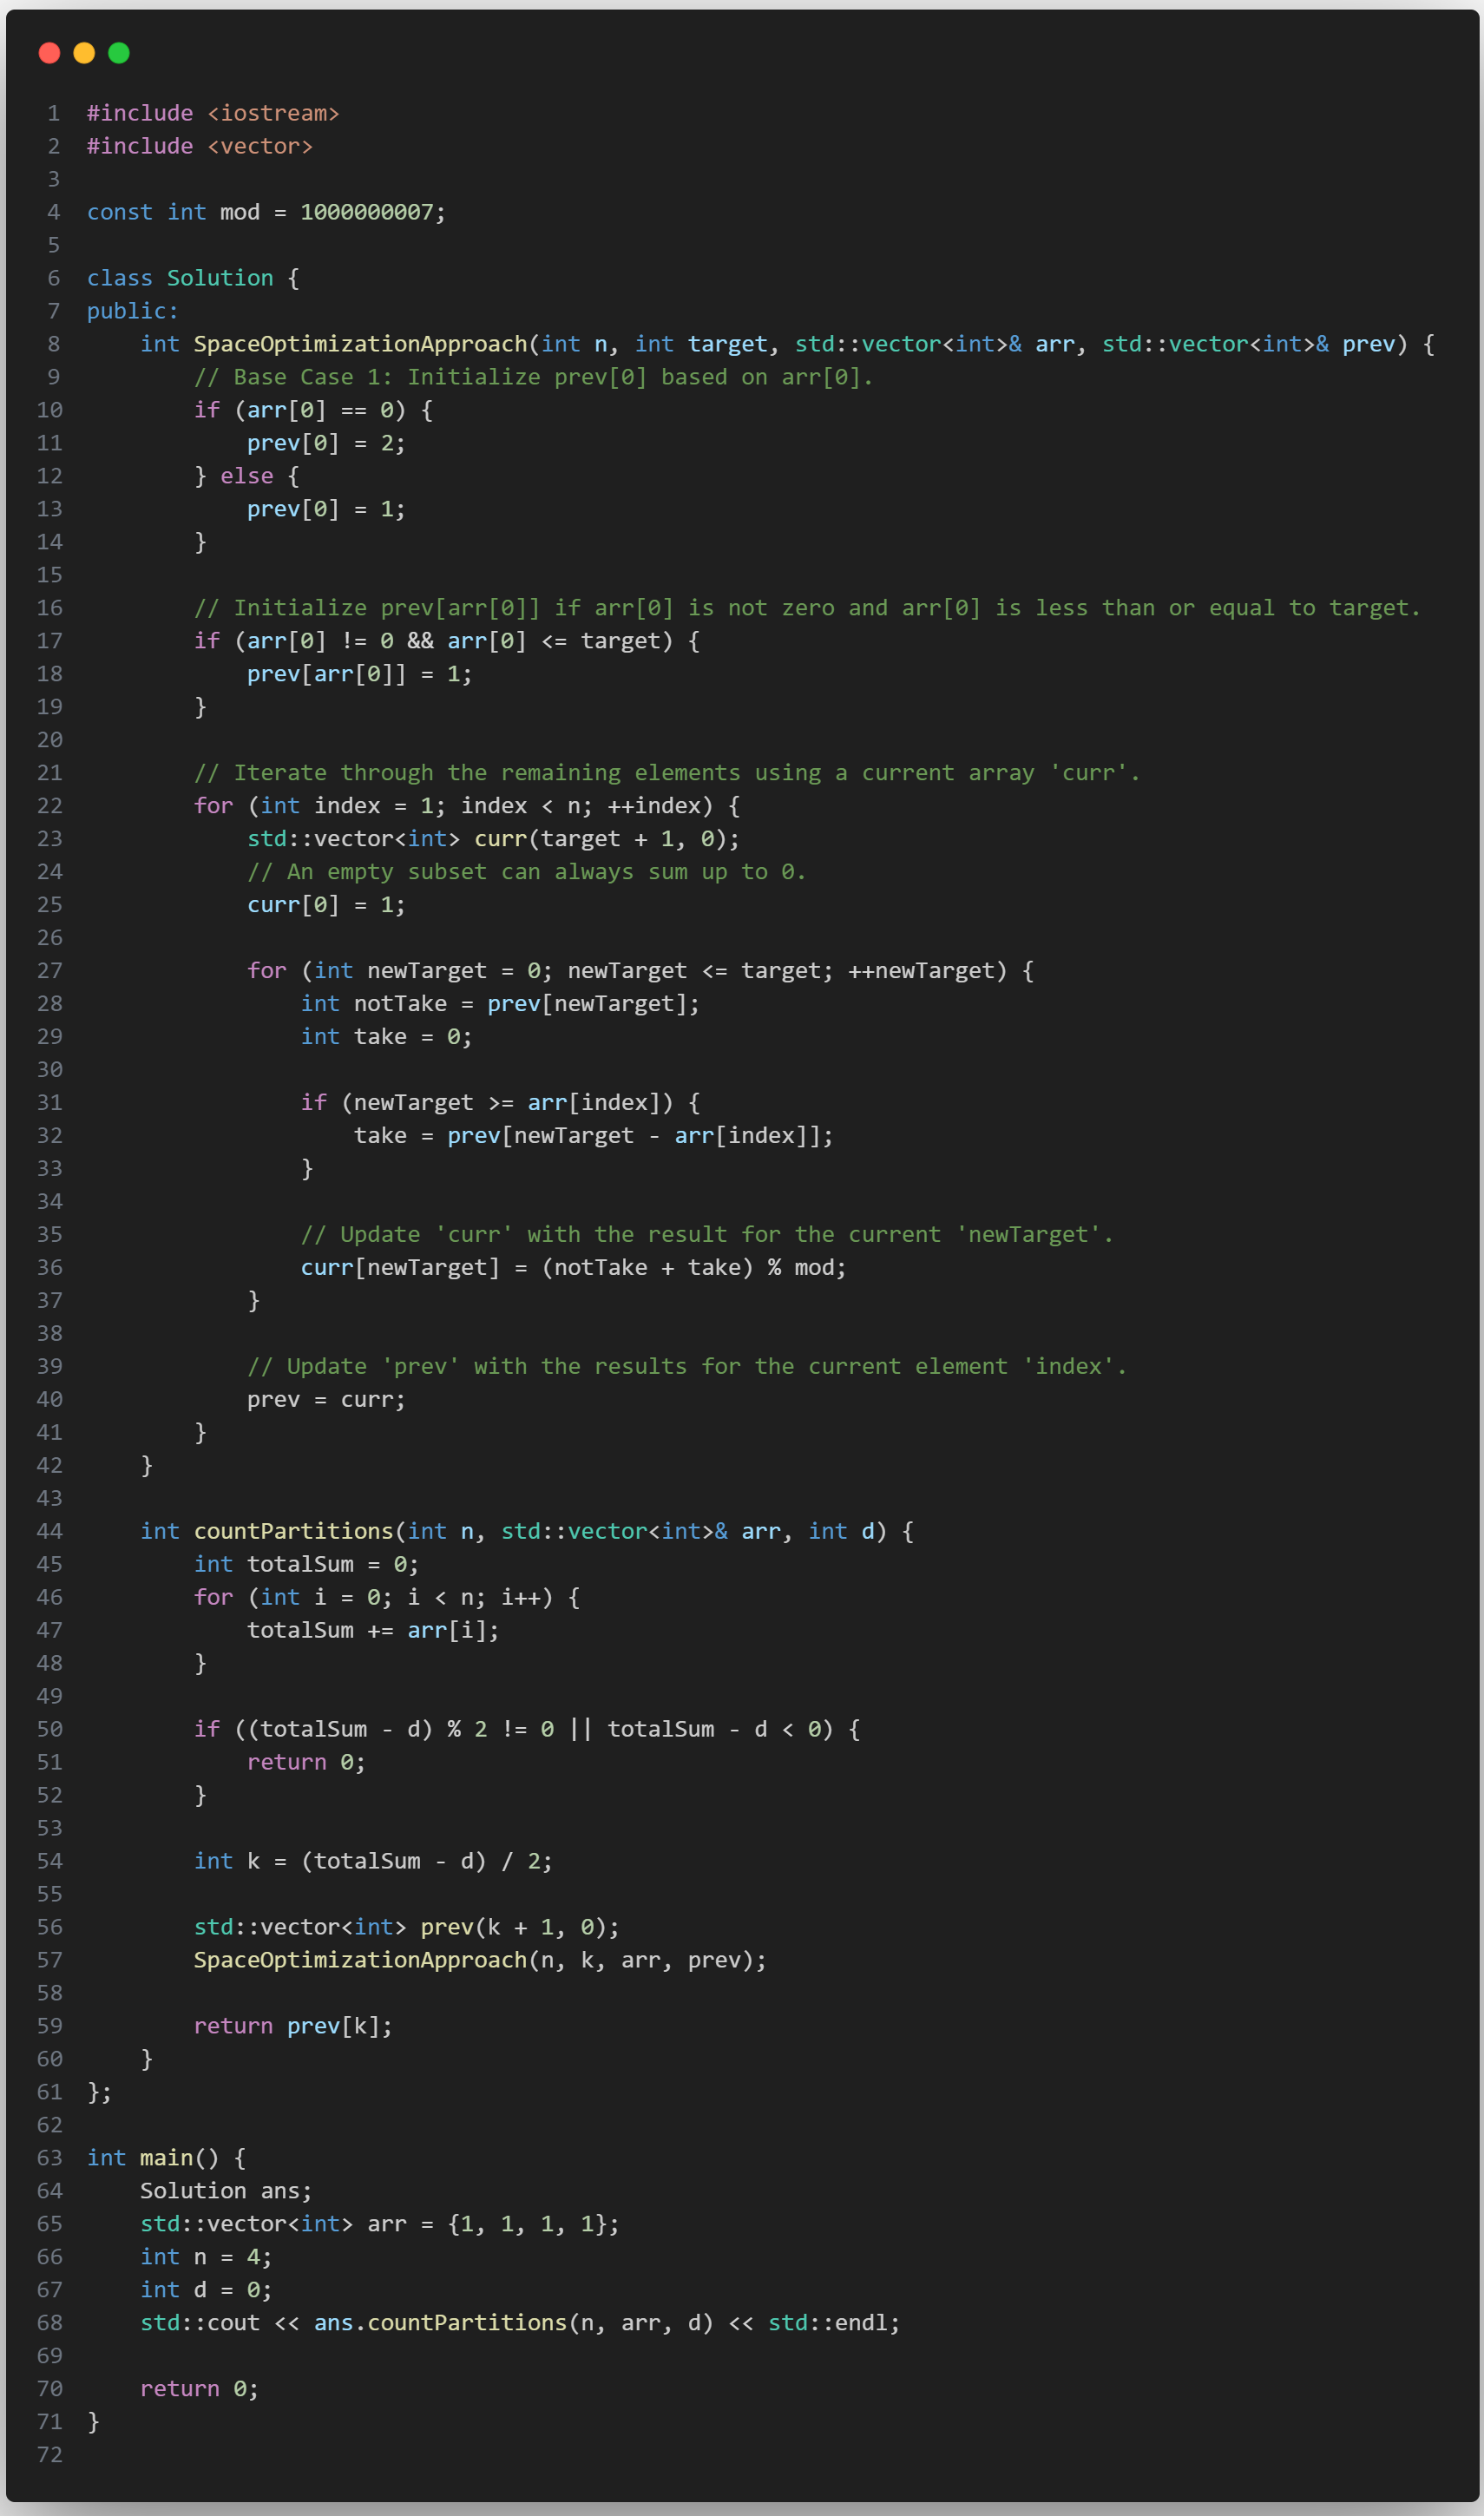 1 #include <iostream>
2 #include <vector>
3
4 const int mod = 1000000007;
5
6 class Solution {
7 public:
8     int SpaceOptimizationApproach(int n, int target, std::vector<int>& arr, std::vector<int>& prev) {
9         // Base Case 1: Initialize prev[0] based on arr[0].
10         if (arr[0] == 0) {
11             prev[0] = 2;
12         } else {
13             prev[0] = 1;
14         }
15
16         // Initialize prev[arr[0]] if arr[0] is not zero and arr[0] is less than or equal to target.
17         if (arr[0] != 0 && arr[0] <= target) {
18             prev[arr[0]] = 1;
19         }
20
21         // Iterate through the remaining elements using a current array 'curr'.
22         for (int index = 1; index < n; ++index) {
23             std::vector<int> curr(target + 1, 0);
24             // An empty subset can always sum up to 0.
25             curr[0] = 1;
26
27             for (int newTarget = 0; newTarget <= target; ++newTarget) {
28                 int notTake = prev[newTarget];
29                 int take = 0;
30
31                 if (newTarget >= arr[index]) {
32                     take = prev[newTarget - arr[index]];
33                 }
34
35                 // Update 'curr' with the result for the current 'newTarget'.
36                 curr[newTarget] = (notTake + take) % mod;
37             }
38
39             // Update 'prev' with the results for the current element 'index'.
40             prev = curr;
41         }
42     }
43
44     int countPartitions(int n, std::vector<int>& arr, int d) {
45         int totalSum = 0;
46         for (int i = 0; i < n; i++) {
47             totalSum += arr[i];
48         }
49
50         if ((totalSum - d) % 2 != 0 || totalSum - d < 0) {
51             return 0;
52         }
53
54         int k = (totalSum - d) / 2;
55
56         std::vector<int> prev(k + 1, 0);
57         SpaceOptimizationApproach(n, k, arr, prev);
58
59         return prev[k];
60     }
61 };
62
63 int main() {
64     Solution ans;
65     std::vector<int> arr = {1, 1, 1, 1};
66     int n = 4;
67     int d = 0;
68     std::cout << ans.countPartitions(n, arr, d) << std::endl;
69
70     return 0;
71 }
72